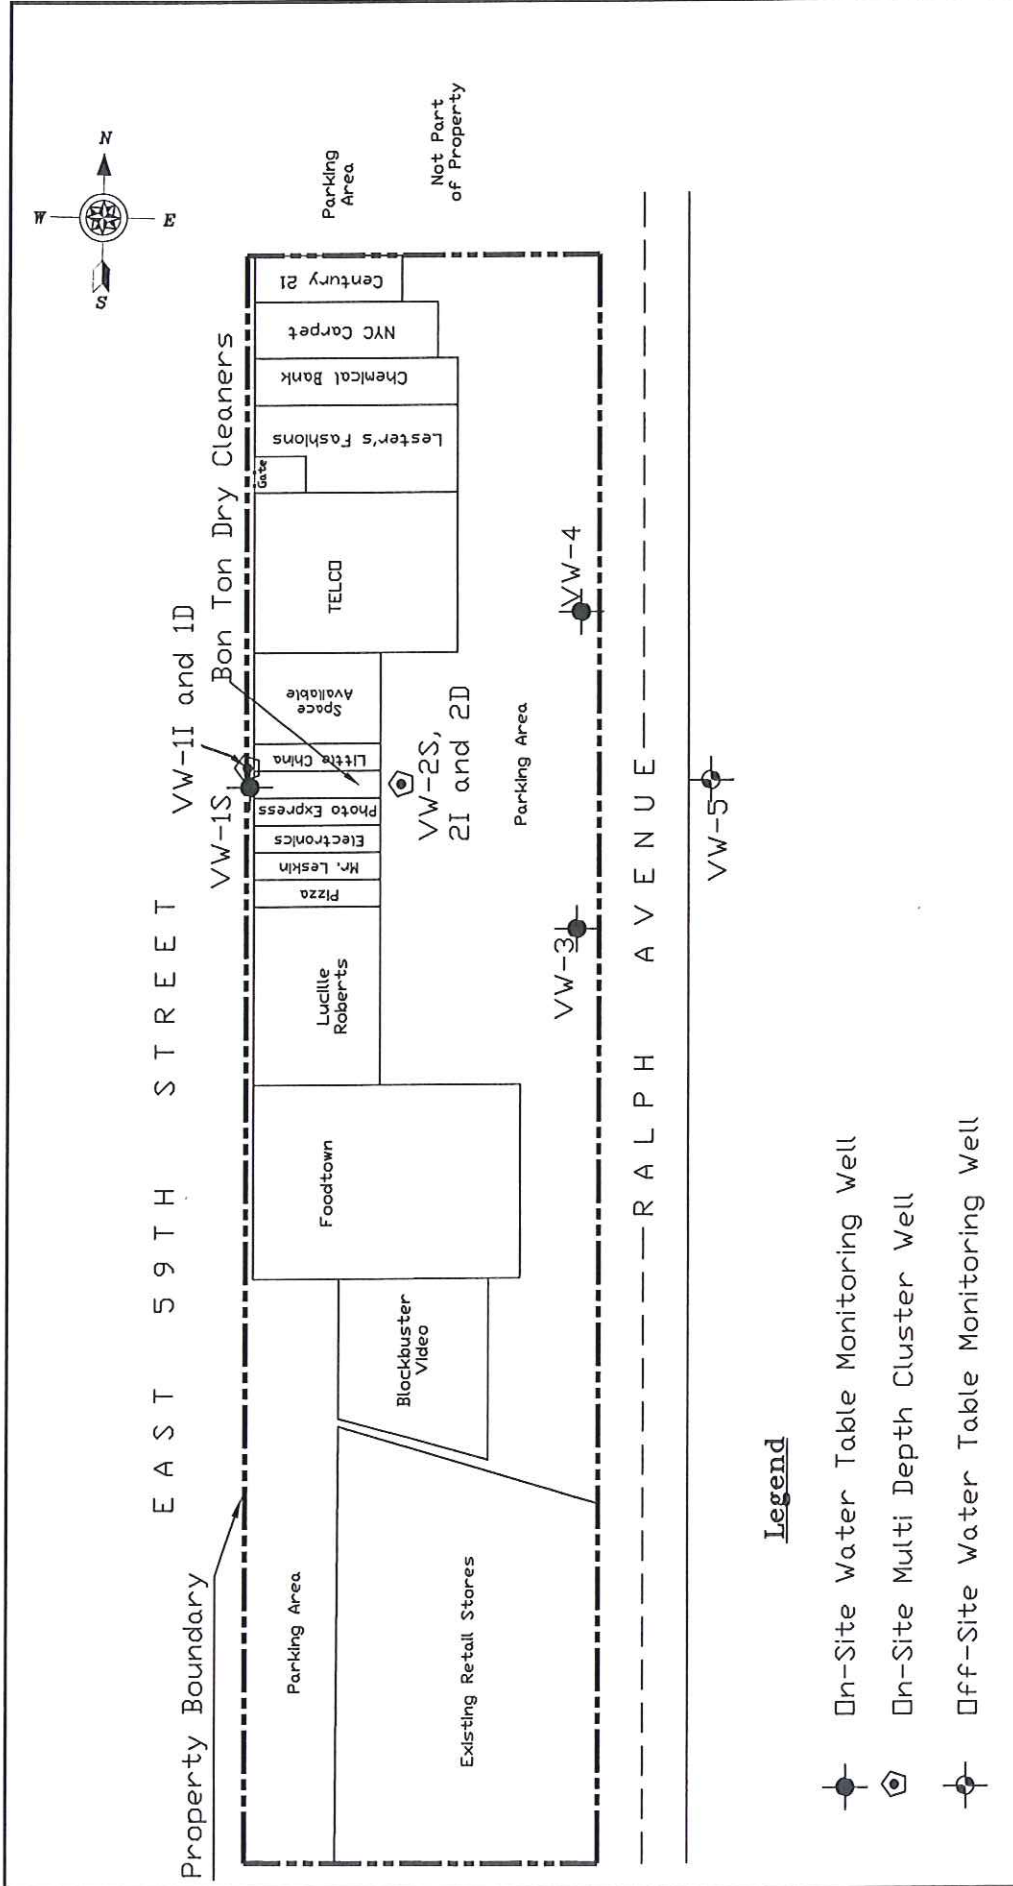 N
W
E
S
Parking
Area
Not Part
of Property
EAST 59TH STREET
Property Boundary
VW-1I and 1D
VW-1S
Bon Ton Dry Cleaners
Parking Area
Existing Retail Stores
Blockbuster
Video
Foodtown
Lucille
Roberts
Pizza
Mr. Leskin
Electronics
Photo Express
Little China
Space
Available
TELCO
Gate
Lester's Fashions
Chemical Bank
NYC Carpet
Century 21
VW-2S,
2I and 2D
Parking Area
VW-3
VW-4
RALPH AVENUE
VW-5
Legend
On-Site Water Table Monitoring Well
On-Site Multi Depth Cluster Well
Off-Site Water Table Monitoring Well